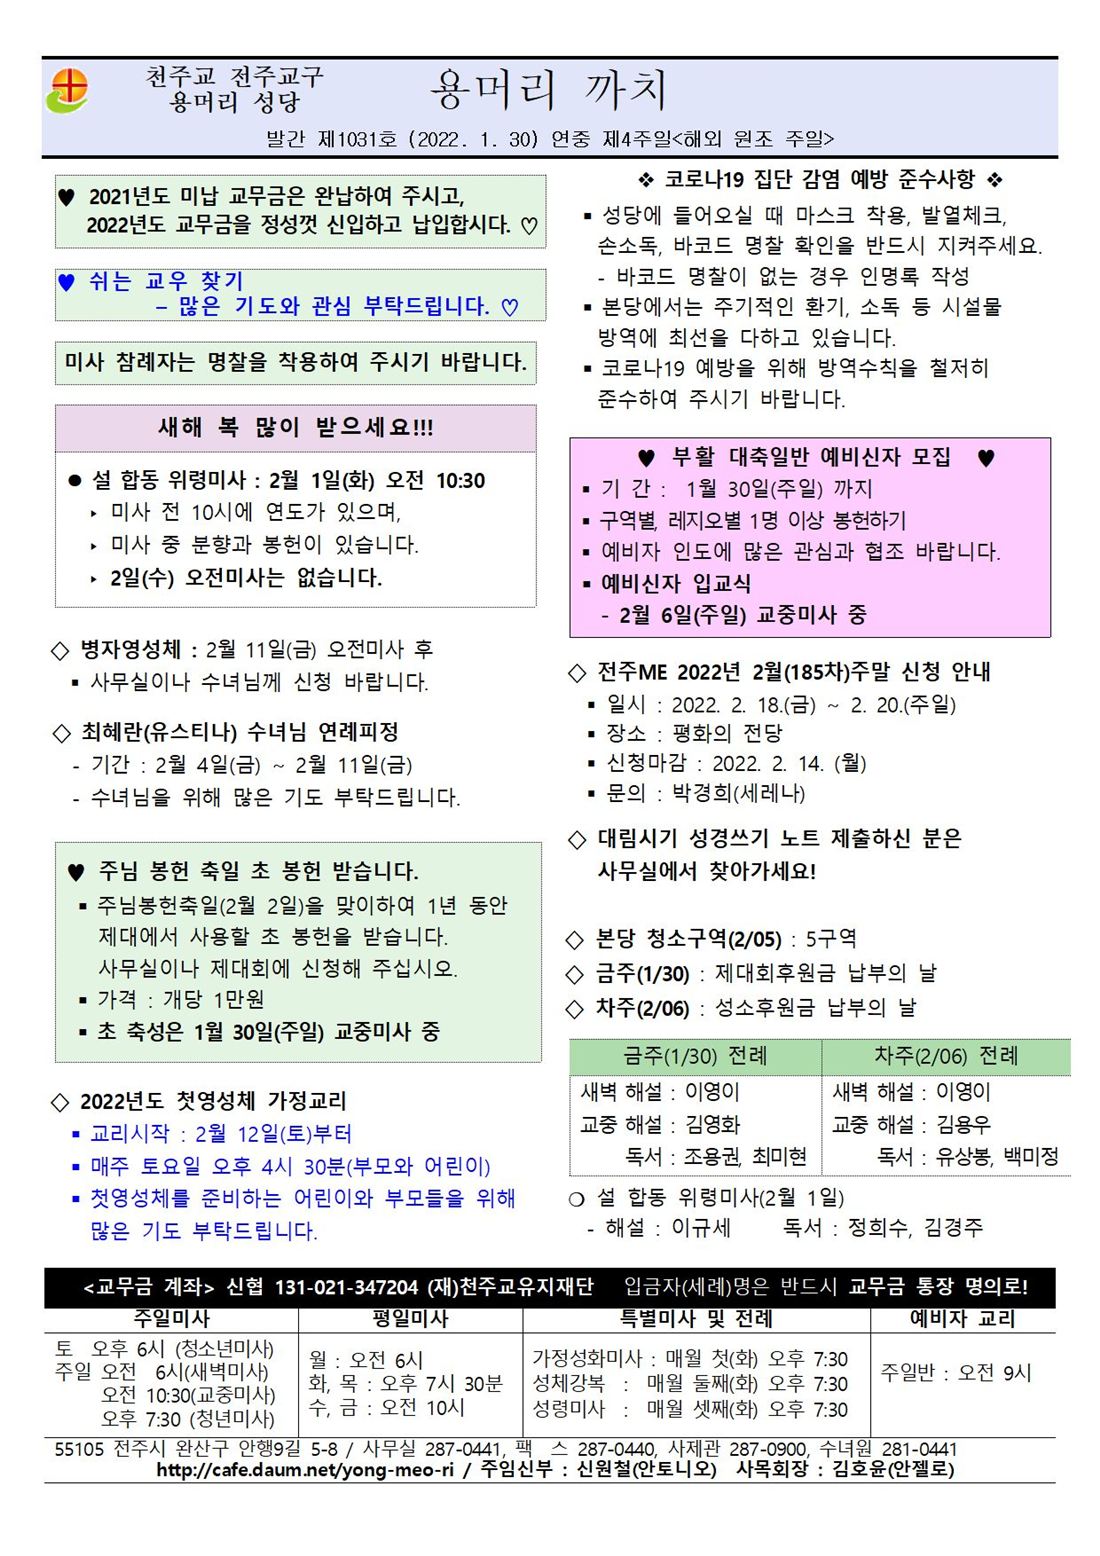 천주교 전주교구
용머리 성당
용머리 까치
발간 제1031호 (2022. 1. 30) 연중 제4주일<해외 원조 주일>
♥ 2021년도 미납 교무금은 완납하여 주시고,
2022년도 교무금을 정성껏 신입하고 납입합시다. ♡
♥ 쉬는 교우 찾기
– 많은 기도와 관심 부탁드립니다. ♡
미사 참례자는 명찰을 착용하여 주시기 바랍니다.
새해 복 많이 받으세요!!!
● 설 합동 위령미사 : 2월 1일(화) 오전 10:30
▸ 미사 전 10시에 연도가 있으며,
▸ 미사 중 분향과 봉헌이 있습니다.
▸ 2일(수) 오전미사는 없습니다.
◇ 병자영성체 : 2월 11일(금) 오전미사 후
▪ 사무실이나 수녀님께 신청 바랍니다.
◇ 최혜란(유스티나) 수녀님 연례피정
- 기간 : 2월 4일(금) ~ 2월 11일(금)
- 수녀님을 위해 많은 기도 부탁드립니다.
♥ 주님 봉헌 축일 초 봉헌 받습니다.
▪ 주님봉헌축일(2월 2일)을 맞이하여 1년 동안
제대에서 사용할 초 봉헌을 받습니다.
사무실이나 제대회에 신청해 주십시오.
▪ 가격 : 개당 1만원
▪ 초 축성은 1월 30일(주일) 교중미사 중
◇ 2022년도 첫영성체 가정교리
▪ 교리시작 : 2월 12일(토)부터
▪ 매주 토요일 오후 4시 30분(부모와 어린이)
▪ 첫영성체를 준비하는 어린이와 부모들을 위해
많은 기도 부탁드립니다.
❖ 코로나19 집단 감염 예방 준수사항 ❖
▪ 성당에 들어오실 때 마스크 착용, 발열체크,
손소독, 바코드 명찰 확인을 반드시 지켜주세요.
- 바코드 명찰이 없는 경우 인명록 작성
▪ 본당에서는 주기적인 환기, 소독 등 시설물
방역에 최선을 다하고 있습니다.
▪ 코로나19 예방을 위해 방역수칙을 철저히
준수하여 주시기 바랍니다.
♥ 부활 대축일반 예비신자 모집 ♥
▪ 기 간 : 1월 30일(주일) 까지
▪ 구역별, 레지오별 1명 이상 봉헌하기
▪ 예비자 인도에 많은 관심과 협조 바랍니다.
▪ 예비신자 입교식
- 2월 6일(주일) 교중미사 중
◇ 전주ME 2022년 2월(185차)주말 신청 안내
▪ 일시 : 2022. 2. 18.(금) ~ 2. 20.(주일)
▪ 장소 : 평화의 전당
▪ 신청마감 : 2022. 2. 14. (월)
▪ 문의 : 박경희(세레나)
◇ 대림시기 성경쓰기 노트 제출하신 분은
사무실에서 찾아가세요!
◇ 본당 청소구역(2/05) : 5구역
◇ 금주(1/30) : 제대회후원금 납부의 날
◇ 차주(2/06) : 성소후원금 납부의 날
금주(1/30) 전례 차주(2/06) 전례
새벽 해설 : 이영이 새벽 해설 : 이영이
교중 해설 : 김영화 교중 해설 : 김용우
독서 : 조용권, 최미현 독서 : 유상봉, 백미정
❍ 설 합동 위령미사(2월 1일)
- 해설 : 이규세 독서 : 정희수, 김경주
<교무금 계좌> 신협 131-021-347204 (재)천주교유지재단 입금자(세례)명은 반드시 교무금 통장 명의로!
주일미사 평일미사 특별미사 및 전례 예비자 교리
토 오후 6시 (청소년미사)
주일 오전 6시(새벽미사)
오전 10:30(교중미사)
오후 7:30 (청년미사)
월 : 오전 6시
화, 목 : 오후 7시 30분
수, 금 : 오전 10시
가정성화미사 : 매월 첫(화) 오후 7:30
성체강복 : 매월 둘째(화) 오후 7:30
성령미사 : 매월 셋째(화) 오후 7:30
주일반 : 오전 9시
55105 전주시 완산구 안행9길 5-8 / 사무실 287-0441, 팩 스 287-0440, 사제관 287-0900, 수녀원 281-0441
http://cafe.daum.net/yong-meo-ri / 주임신부 : 신원철(안토니오) 사목회장 : 김호윤(안젤로)